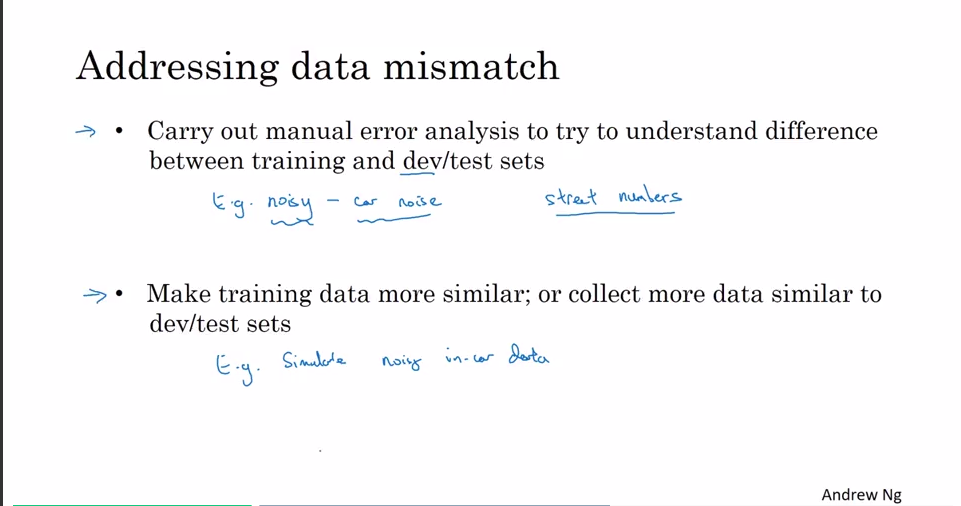 Addressing data mismatch
→ • Carry out manual error analysis to try to understand difference
between training and dev/test sets
E.g. noisy - car noise street numbers
→ • Make training data more similar; or collect more data similar to
dev/test sets
E.g. Simulate noisy in-car data
Andrew Ng